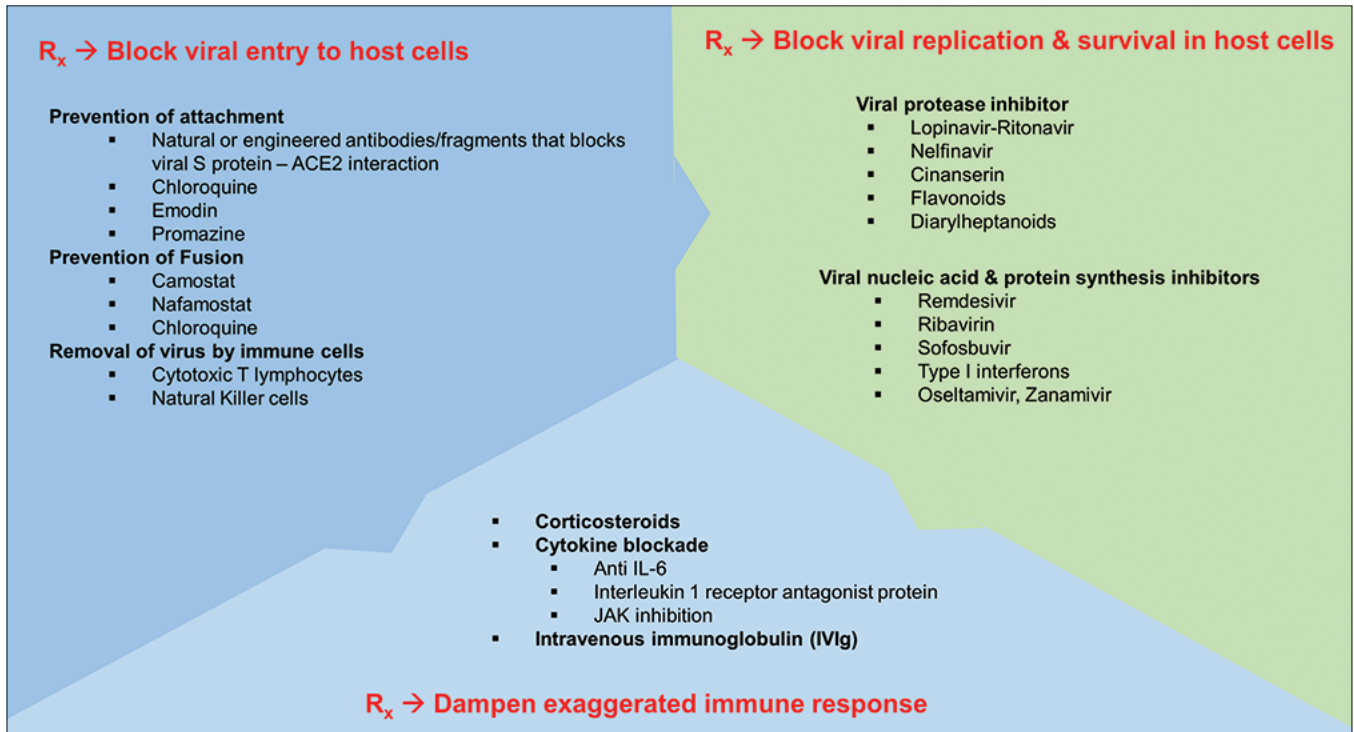 Rx → Block viral entry to host cells
Prevention of attachment
▪ Natural or engineered antibodies/fragments that blocks
viral S protein – ACE2 interaction
▪ Chloroquine
▪ Emodin
▪ Promazine
Prevention of Fusion
▪ Camostat
▪ Nafamostat
▪ Chloroquine
Removal of virus by immune cells
▪ Cytotoxic T lymphocytes
▪ Natural Killer cells
Rx → Block viral replication & survival in host cells
Viral protease inhibitor
▪ Lopinavir-Ritonavir
▪ Nelfinavir
▪ Cinanserin
▪ Flavonoids
▪ Diarylheptanoids
Viral nucleic acid & protein synthesis inhibitors
▪ Remdesivir
▪ Ribavirin
▪ Sofosbuvir
▪ Type I interferons
▪ Oseltamivir, Zanamivir
▪ Corticosteroids
▪ Cytokine blockade
▪ Anti IL-6
▪ Interleukin 1 receptor antagonist protein
▪ JAK inhibition
▪ Intravenous immunoglobulin (IVIg)
Rx → Dampen exaggerated immune response